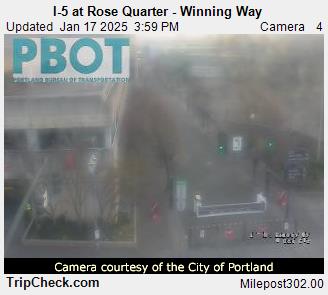 I-5 at Rose Quarter - Winning Way
Updated Jan 17 2025 3:59 PM Camera 4
PBOT
PORTLAND BUREAU OF TRANSPORTATION
Camera courtesy of the City of Portland
TripCheck.com Milepost302.00